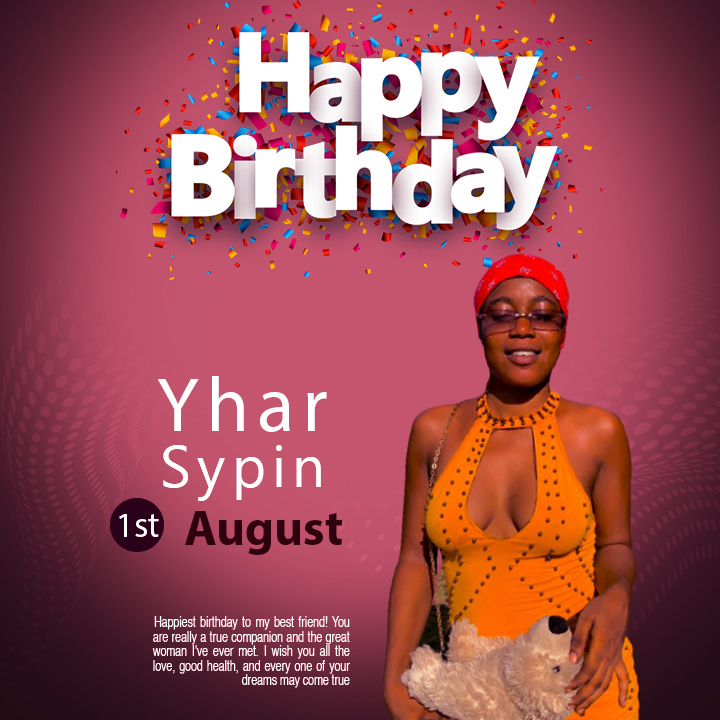 Happy
Birthday
Yhar
Sypin
1st August
Happiest birthday to my best friend! You
are really a true companion and the great
woman I've ever met. I wish you all the
love, good health, and every one of your
dreams may come true